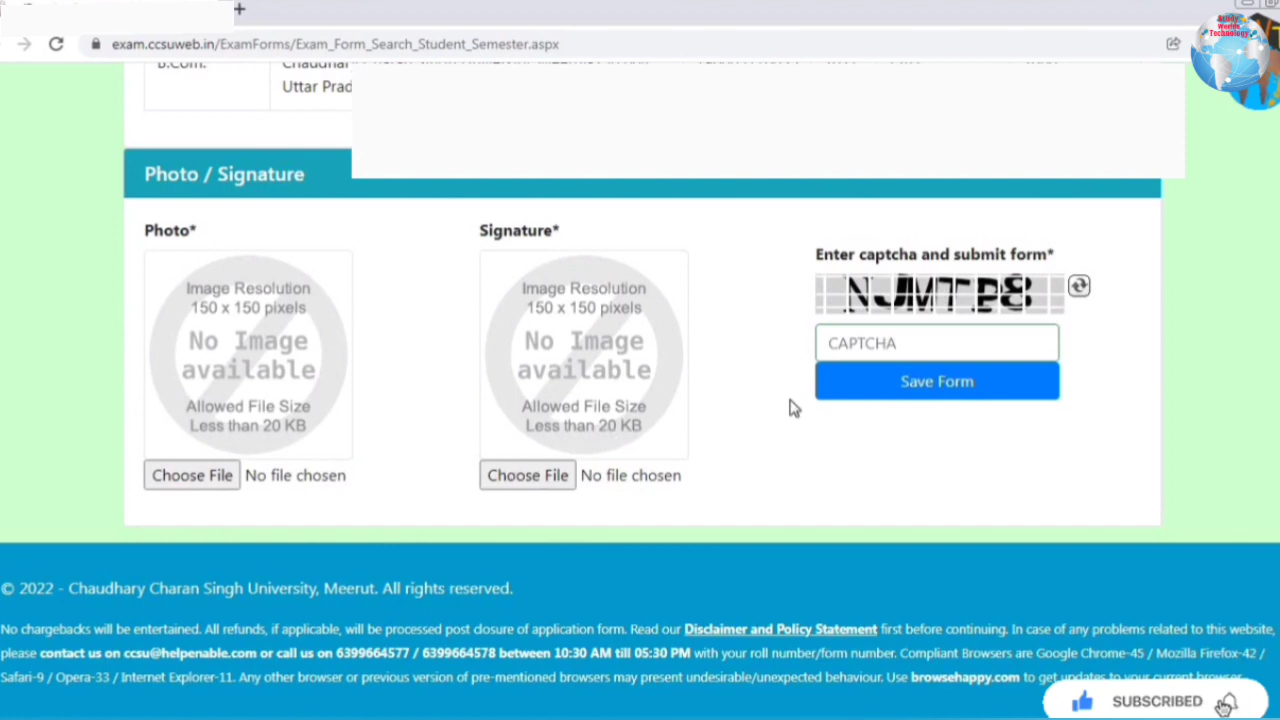 exam.ccsuweb.in/ExamForms/Exam_Form_Search_Student_Semester.aspx
Study
Worlds
Technology
B.Com.
Uttar Prad
Photo / Signature
Photo*
Signature*
Enter captcha and submit form*
Image Resolution
150 x 150 pixels
No Image
available
Allowed File Size
Less than 20 KB
Image Resolution
150 x 150 pixels
No Image
available
Allowed File Size
Less than 20 KB
NJMTP8
CAPTCHA
Save Form
Choose File No file chosen
Choose File No file chosen
© 2022 - Chaudhary Charan Singh University, Meerut. All rights reserved.
No chargebacks will be entertained. All refunds, if applicable, will be processed post closure of application form. Read our Disclaimer and Policy Statement first before continuing. In case of any problems related to this website,
please contact us on ccsu@helpenable.com or call us on 6399664577 / 6399664578 between 10:30 AM till 05:30 PM with your roll number/form number. Compliant Browsers are Google Chrome-45 / Mozilla Firefox-42 /
Safari-9 / Opera-33 / Internet Explorer-11. Any other browser or previous version of pre-mentioned browsers may present undesirable/unexpected behaviour. Use browsehappy.com to get updates to your current browser.
SUBSCRIBED